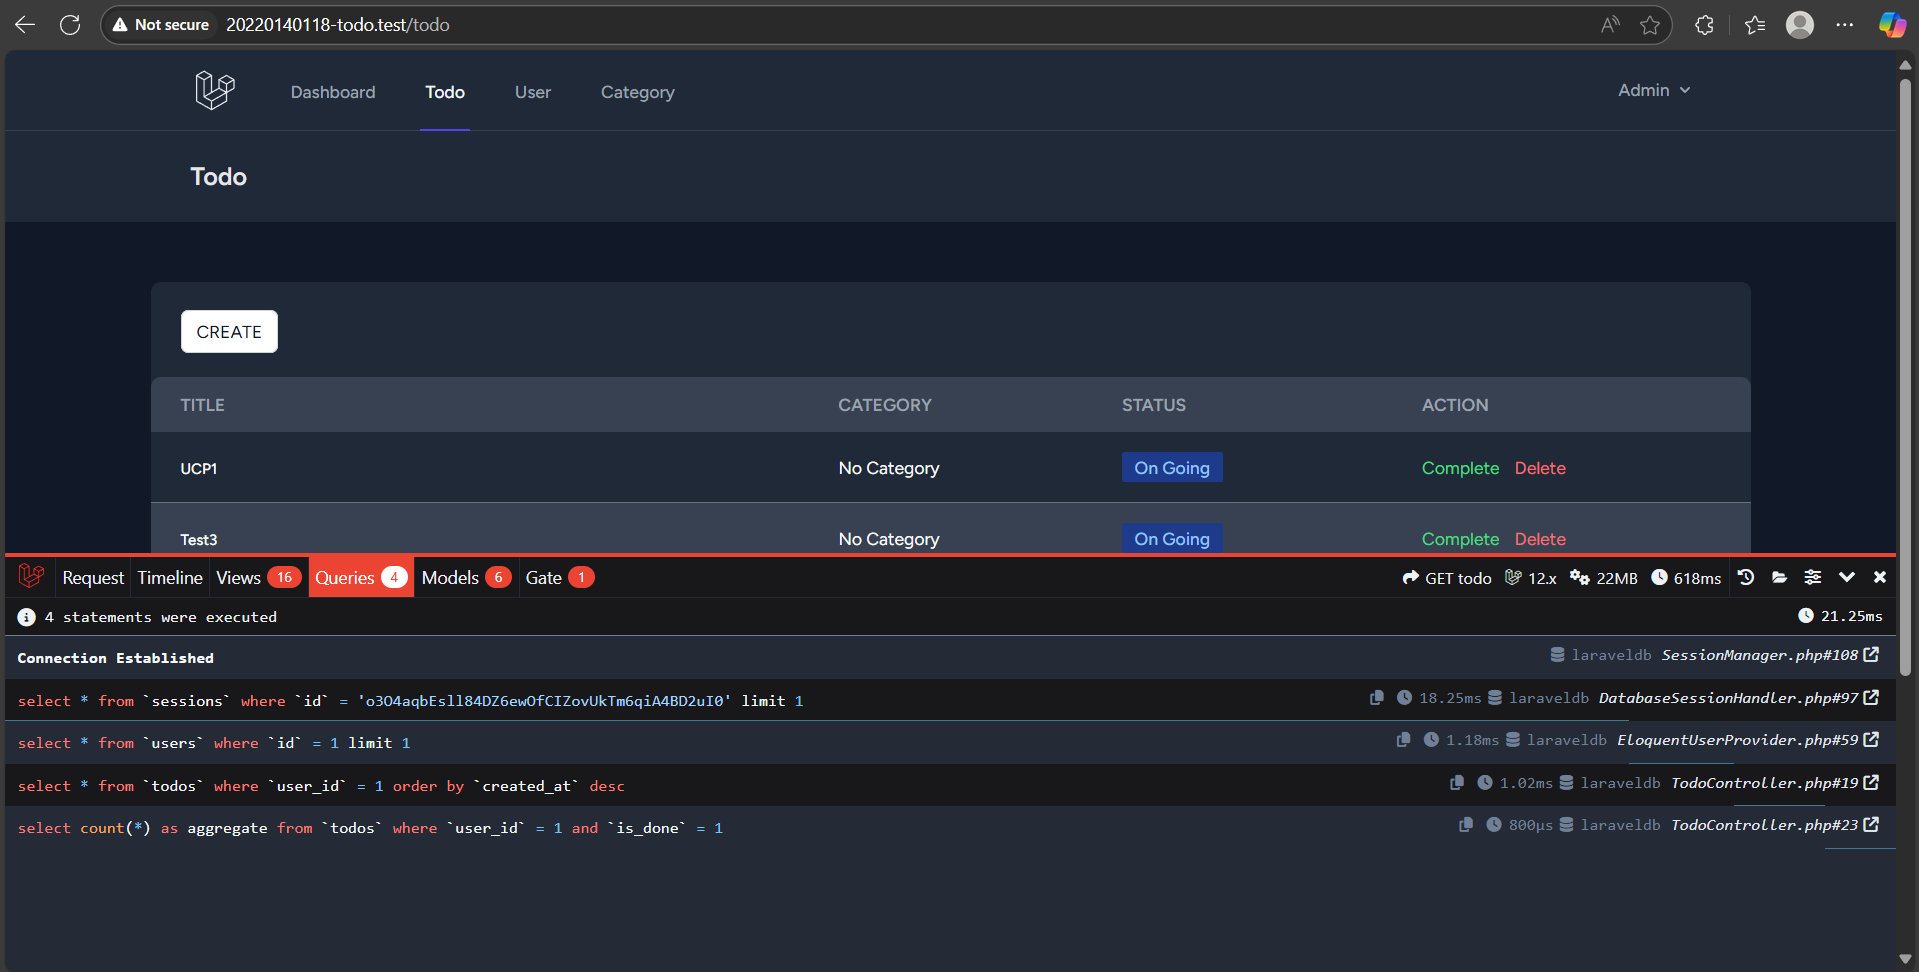 Not secure 20220140118-todo.test/todo
Dashboard Todo User Category Admin
Todo
CREATE
TITLE CATEGORY STATUS ACTION
UCP1 No Category On Going Complete Delete
Test3 No Category On Going Complete Delete
Request Timeline Views 16 Queries 4 Models 6 Gate 1 GET todo 12.x 22MB 618ms
4 statements were executed 21.25ms
Connection Established laraveldb SessionManager.php#108
select * from `sessions` where `id` = 'o3O4aqbEsll84DZ6ewOfCIZovUkTm6qiA4BD2uI0' limit 1 18.25ms laraveldb DatabaseSessionHandler.php#97
select * from `users` where `id` = 1 limit 1 1.18ms laraveldb EloquentUserProvider.php#59
select * from `todos` where `user_id` = 1 order by `created_at` desc 1.02ms laraveldb TodoController.php#19
select count(*) as aggregate from `todos` where `user_id` = 1 and `is_done` = 1 800μs laraveldb TodoController.php#23